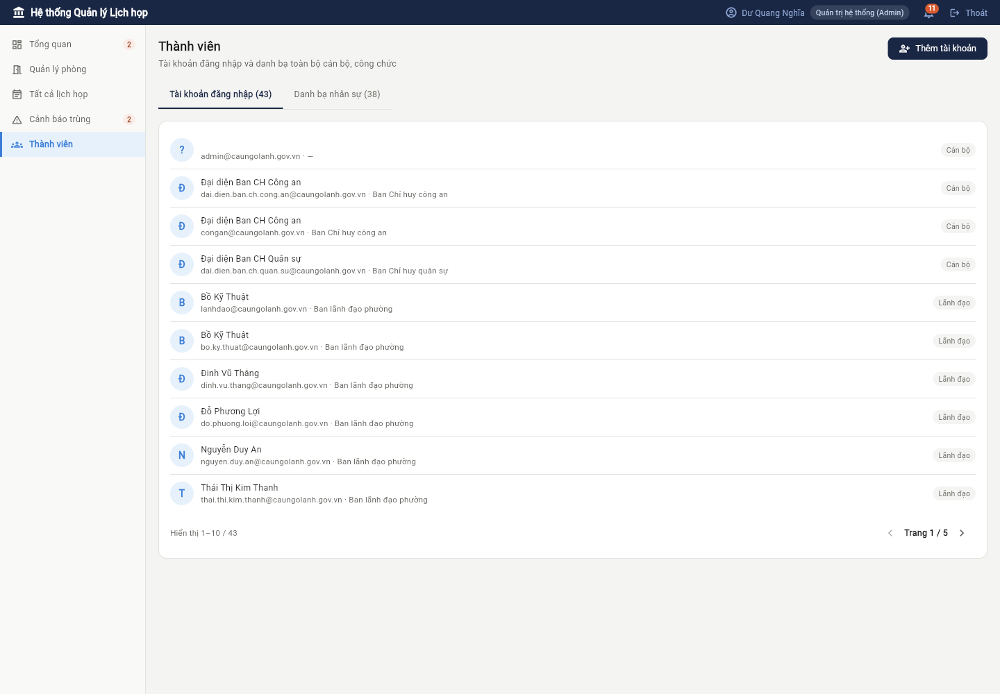 Hệ thống Quản lý Lịch họp
Dư Quang Nghĩa
Quản trị hệ thống (Admin)
11
Thoát
Tổng quan 2
Quản lý phòng
Tất cả lịch họp
Cảnh báo trùng 2
Thành viên
Thành viên
Tài khoản đăng nhập và danh bạ toàn bộ cán bộ, công chức
Thêm tài khoản
Tài khoản đăng nhập (43)
Danh bạ nhân sự (38)
?
admin@caungolanh.gov.vn · —
Cán bộ
Đ
Đại diện Ban CH Công an
dai.dien.ban.ch.cong.an@caungolanh.gov.vn · Ban Chỉ huy công an
Cán bộ
Đ
Đại diện Ban CH Công an
congan@caungolanh.gov.vn · Ban Chỉ huy công an
Cán bộ
Đ
Đại diện Ban CH Quân sự
dai.dien.ban.ch.quan.su@caungolanh.gov.vn · Ban Chỉ huy quân sự
Cán bộ
B
Bồ Kỹ Thuật
lanhdao@caungolanh.gov.vn · Ban lãnh đạo phường
Lãnh đạo
B
Bồ Kỹ Thuật
bo.ky.thuat@caungolanh.gov.vn · Ban lãnh đạo phường
Lãnh đạo
Đ
Đinh Vũ Thắng
dinh.vu.thang@caungolanh.gov.vn · Ban lãnh đạo phường
Lãnh đạo
Đ
Đỗ Phương Lợi
do.phuong.loi@caungolanh.gov.vn · Ban lãnh đạo phường
Lãnh đạo
N
Nguyễn Duy An
nguyen.duy.an@caungolanh.gov.vn · Ban lãnh đạo phường
Lãnh đạo
T
Thái Thị Kim Thanh
thai.thi.kim.thanh@caungolanh.gov.vn · Ban lãnh đạo phường
Lãnh đạo
Hiển thị 1–10 / 43
Trang 1 / 5